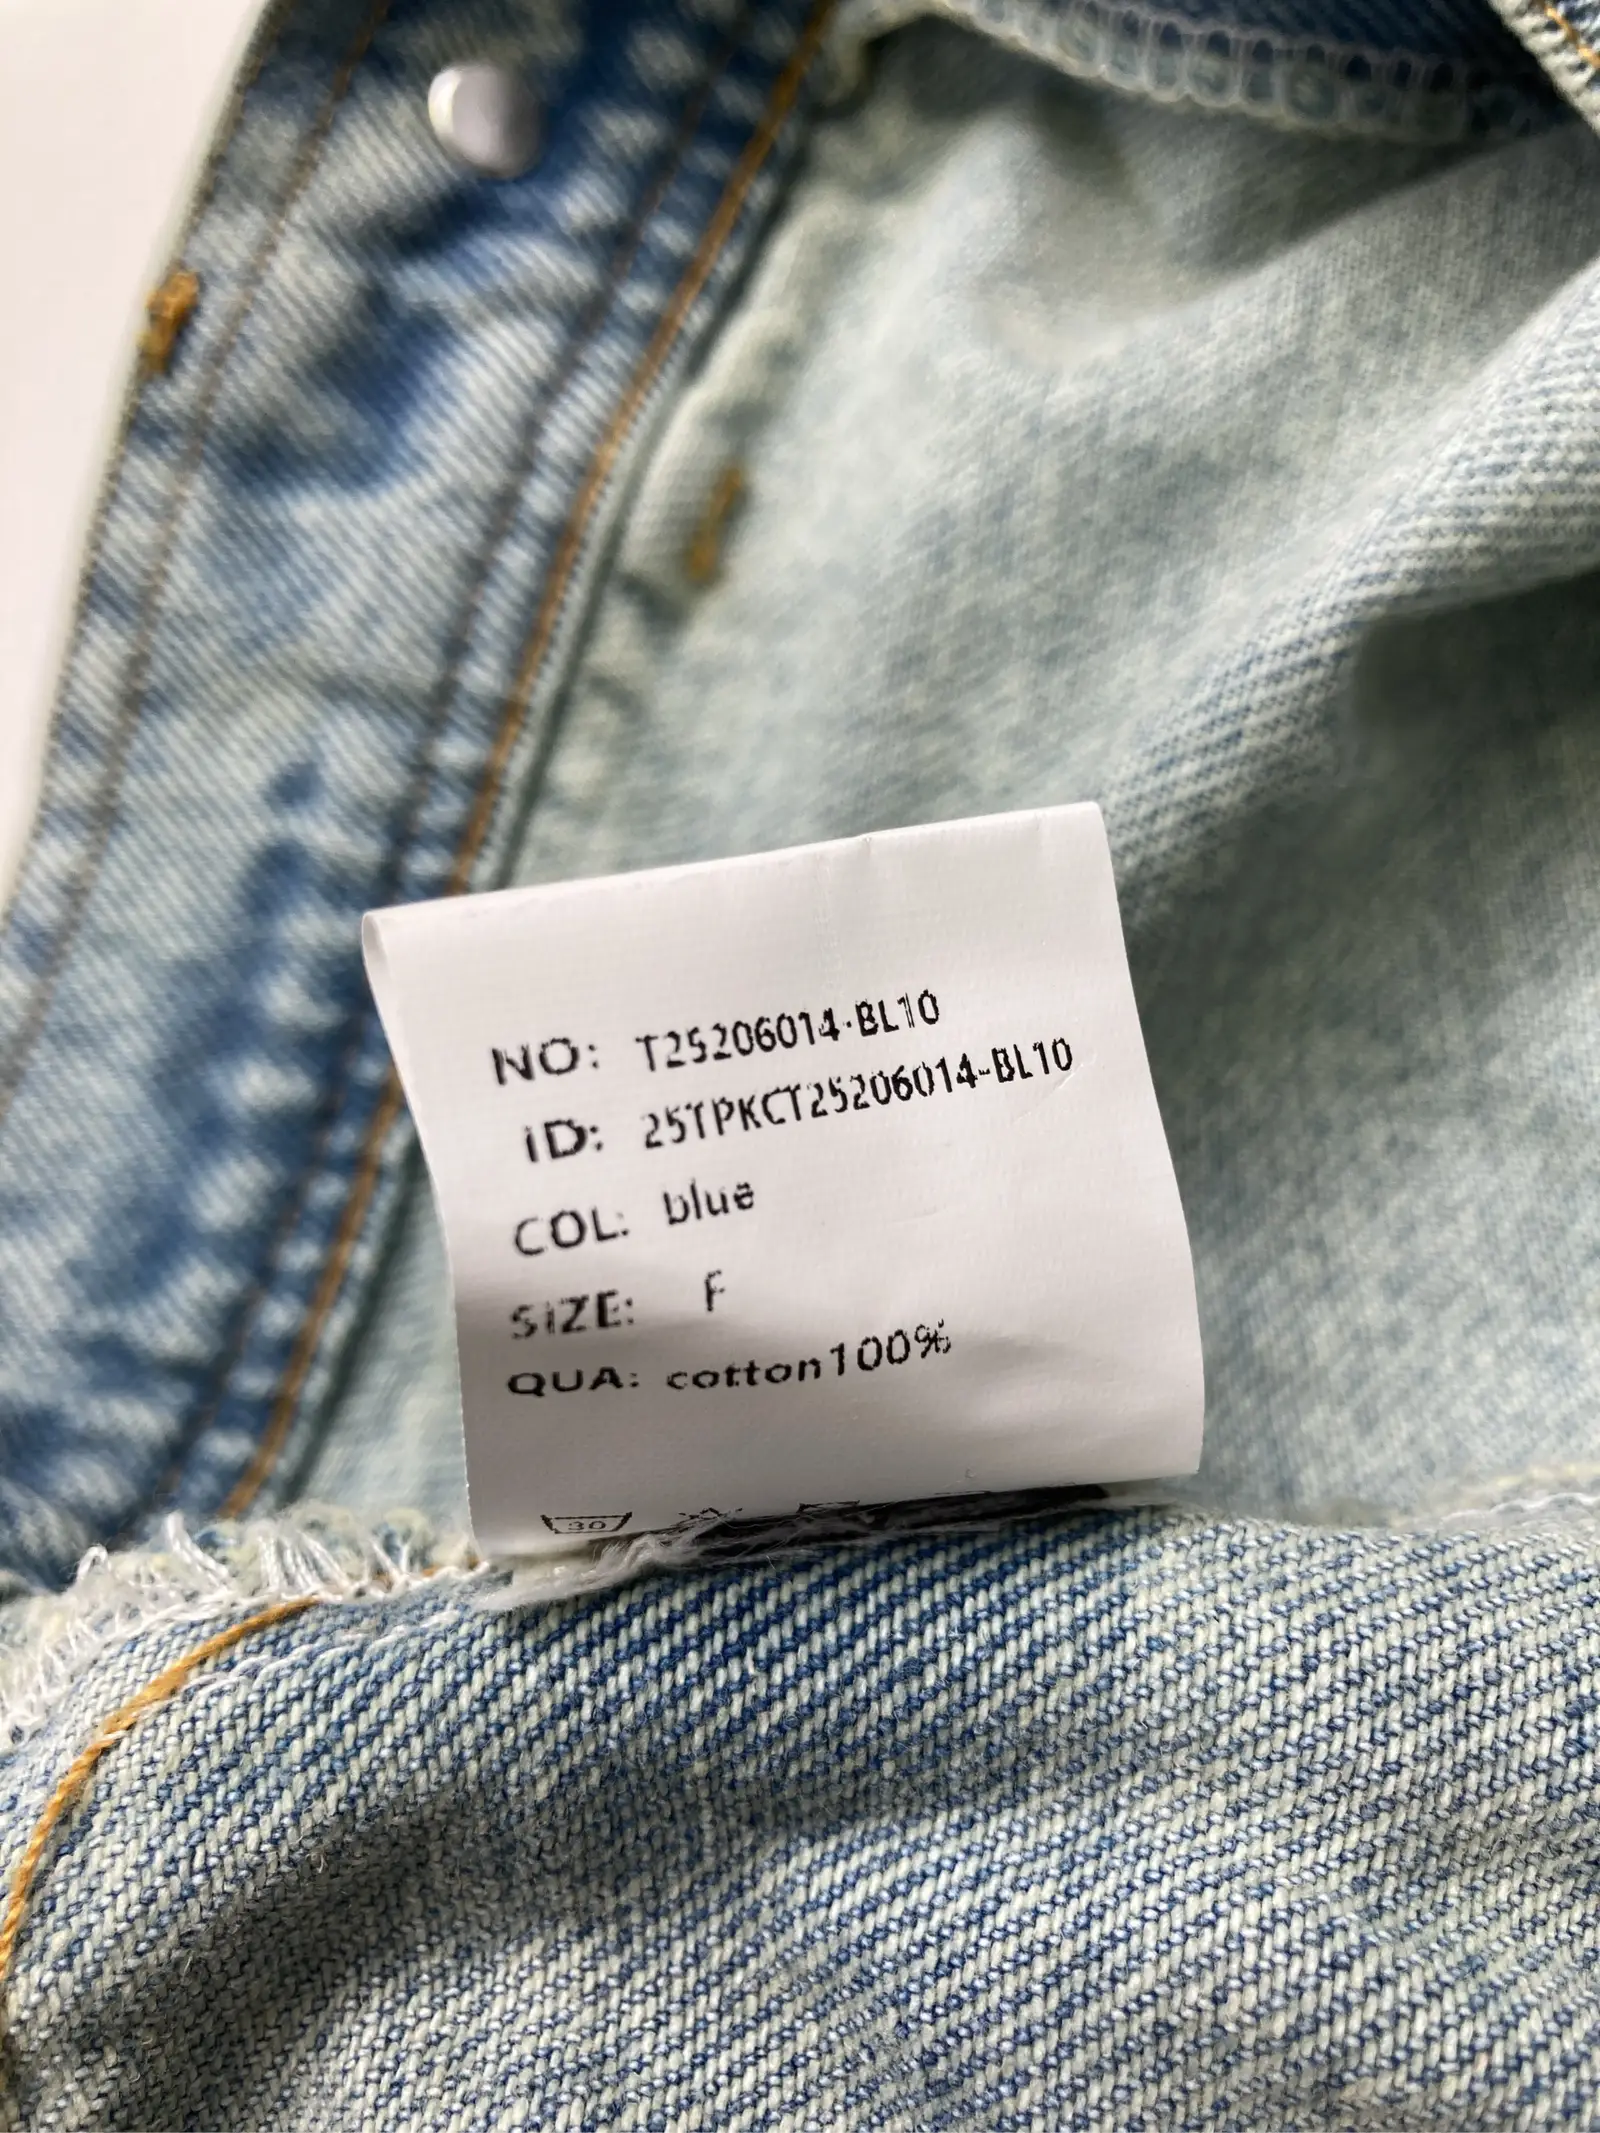 NO: T25206014-BL10
iD: 25TPKCT25206014-BL10
COL: blue
SiZE: F
QUA: cotton100%
30